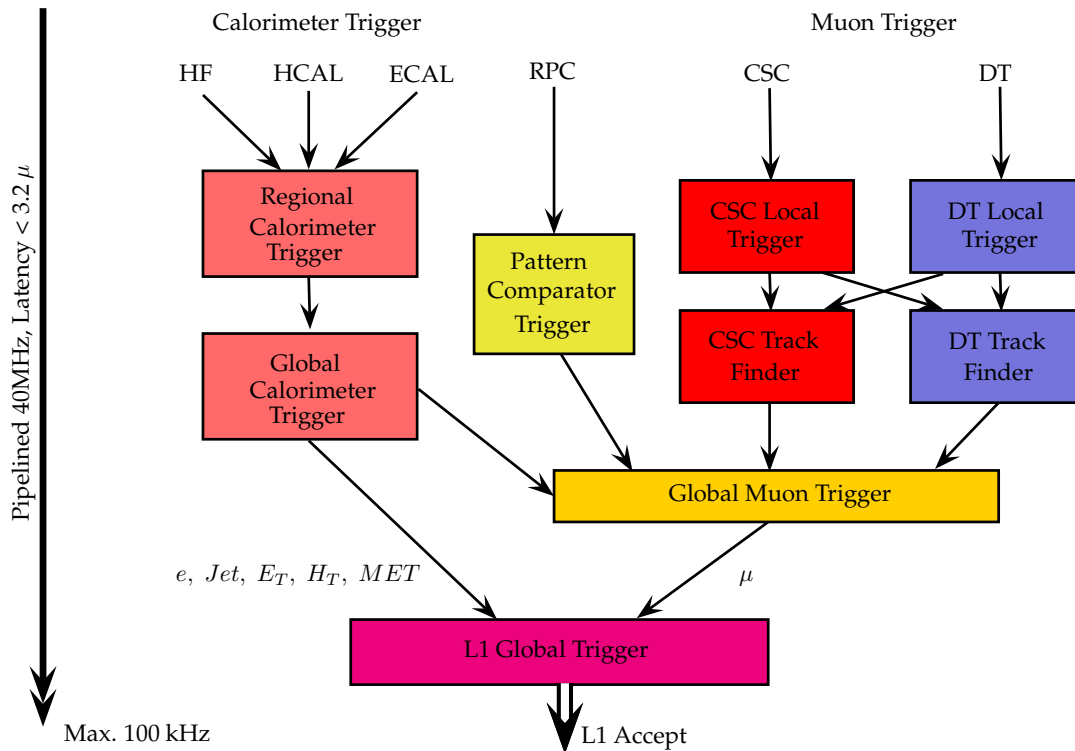 Calorimeter Trigger
Muon Trigger
HF
HCAL
ECAL
RPC
CSC
DT
Regional
Calorimeter
Trigger
CSC Local
Trigger
DT Local
Trigger
Pattern
Comparator
Trigger
Global
Calorimeter
Trigger
CSC Track
Finder
DT Track
Finder
Global Muon Trigger
e, Jet, E_T, H_T, MET
μ
L1 Global Trigger
L1 Accept
Pipelined 40MHz, Latency < 3.2 μ
Max. 100 kHz